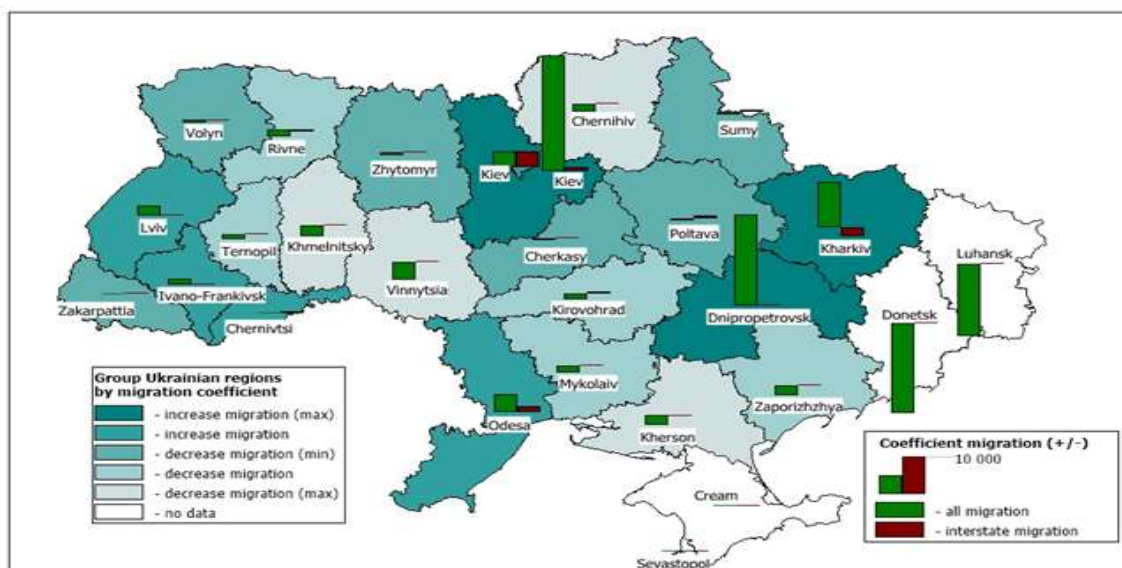 Chernihiv
Sumy
Volyn
Rivne
Zhytomyr
Kiev
Kiev
Lviv
Ternopil
Khmelnitsky
Cherkasy
Poltava
Kharkiv
Luhansk
Vinnytsia
Zakarpattia
Ivano-Frankivsk
Chernivtsi
Kirovohrad
Dnipropetrovsk
Donetsk
Mykolaiv
Zaporizhzhya
Odesa
Kherson
Cream
Sevastopol
Group Ukrainian regions
by migration coefficient
- increase migration (max)
- increase migration
- decrease migration (min)
- decrease migration
- decrease migration (max)
- no data
Coefficient migration (+/-)
10 000
- all migration
- interstate migration